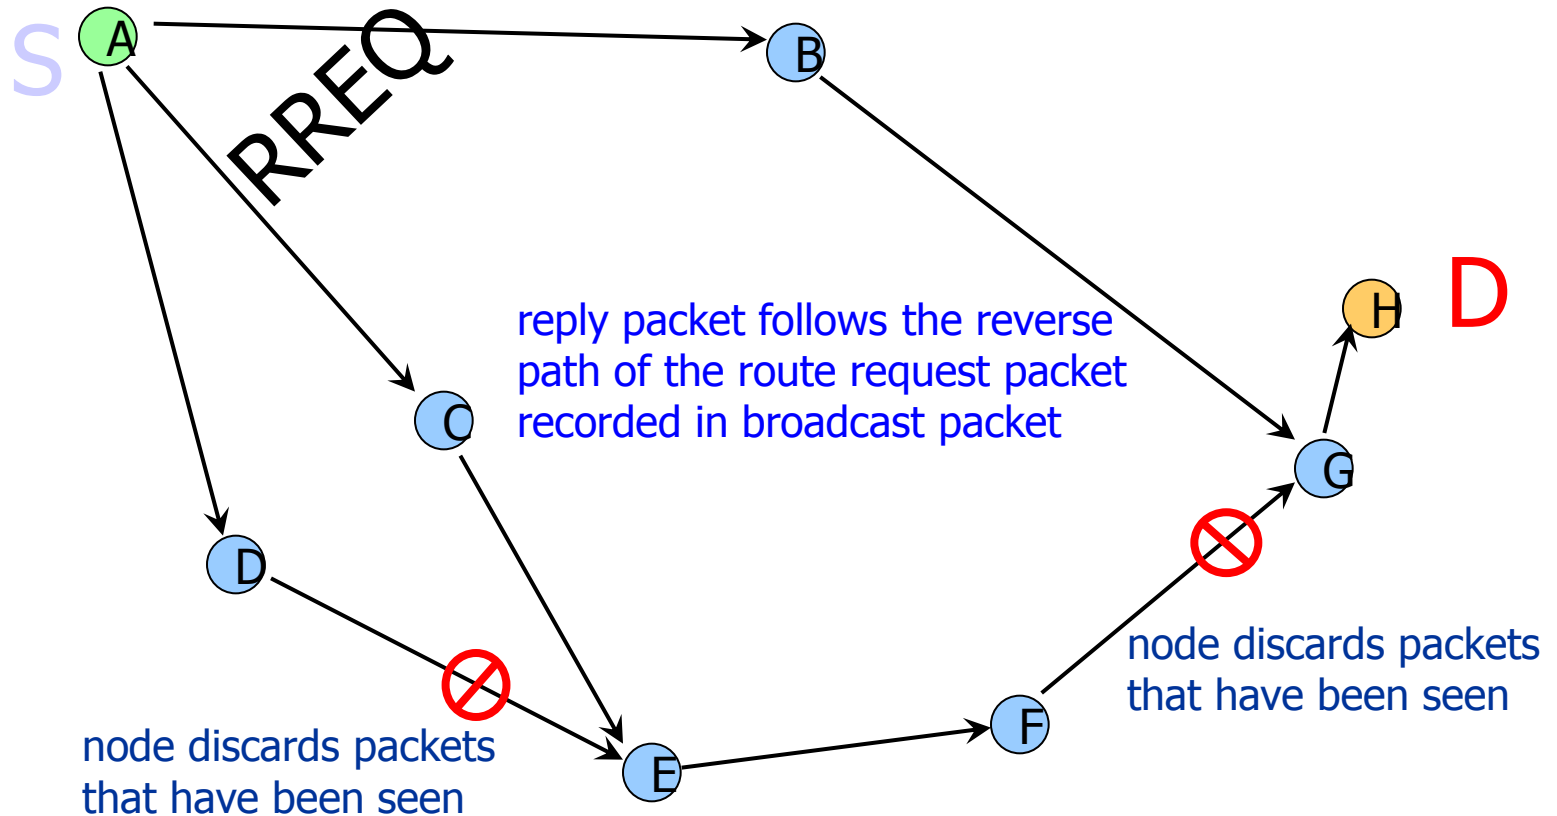 S
A
RREQ
B
reply packet follows the reverse
path of the route request packet
recorded in broadcast packet
H
D
C
G
D
node discards packets
that have been seen
E
F
node discards packets
that have been seen